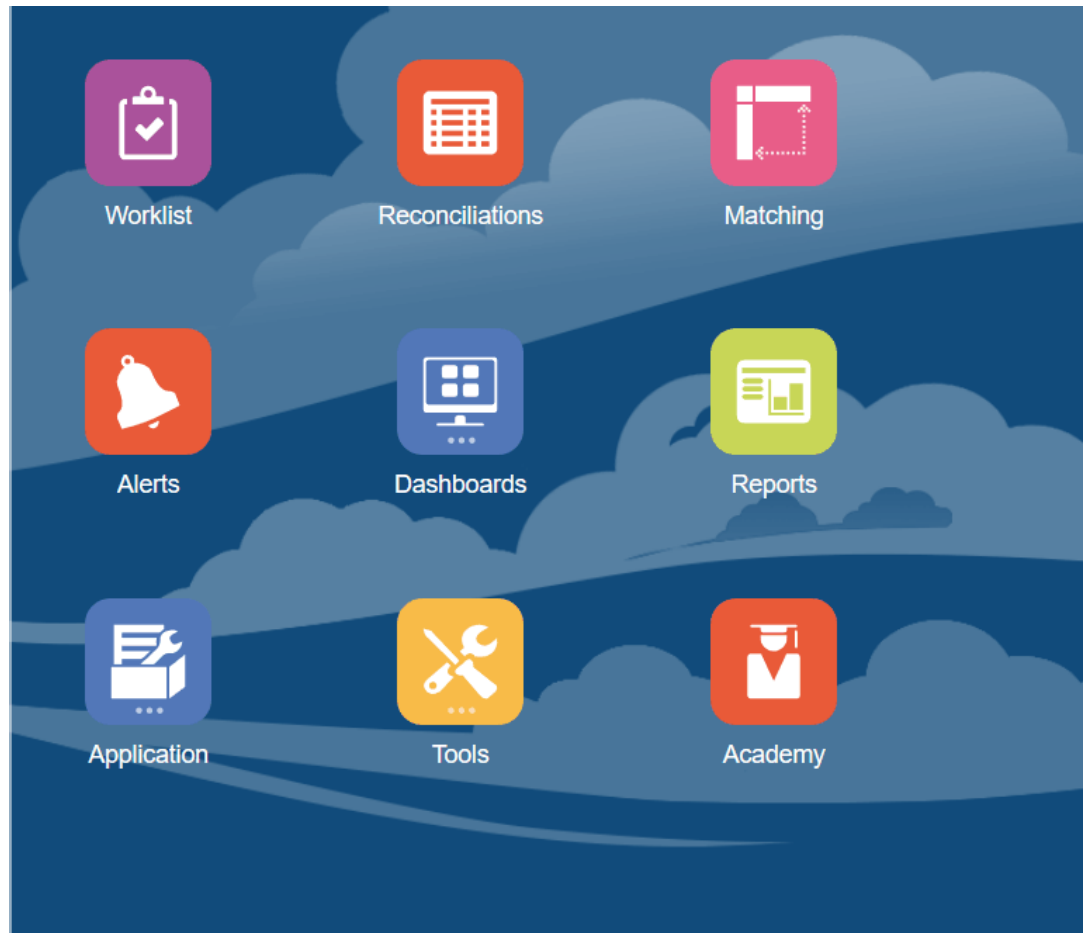 Worklist
Reconciliations
Matching
Alerts
Dashboards
Reports
Application
Tools
Academy